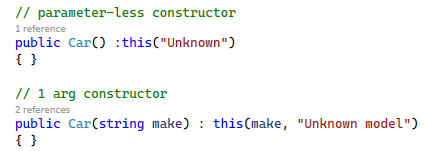 // parameter-less constructor
1 reference
public Car() :this("Unknown")
{ }
// 1 arg constructor
2 references
public Car(string make) : this(make, "Unknown model")
{ }